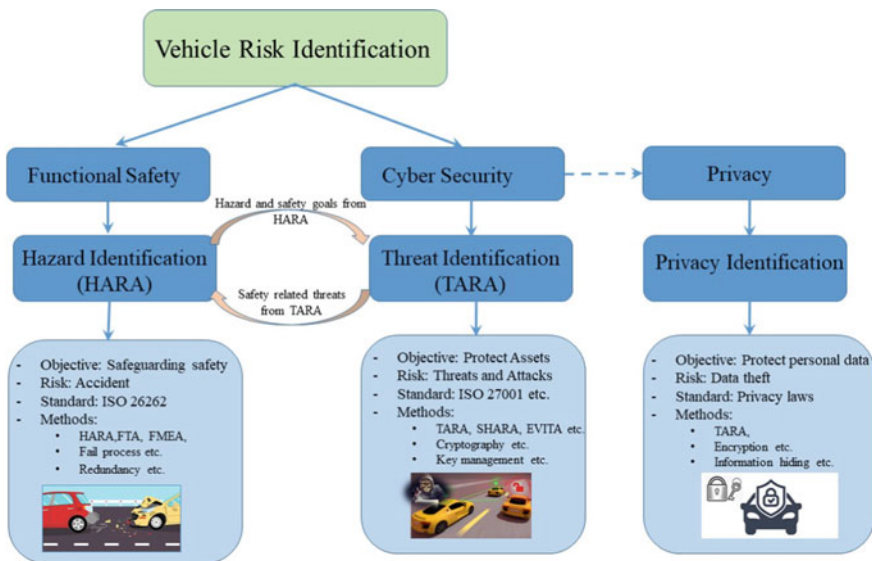 Vehicle Risk Identification
Functional Safety
Cyber Security
Privacy
Hazard and safety goals from
HARA
Hazard Identification
(HARA)
Threat Identification
(TARA)
Privacy Identification
Safety related threats
from TARA
- Objective: Safeguarding safety
- Risk: Accident
- Standard: ISO 26262
- Methods:
• HARA,FTA, FMEA,
• Fail process etc.
• Redundancy etc.
- Objective: Protect Assets
- Risk: Threats and Attacks
- Standard: ISO 27001 etc.
- Methods:
• TARA, SHARA, EVITA etc.
• Cryptography etc.
• Key management etc.
- Objective: Protect personal data
- Risk: Data theft
- Standard: Privacy laws
- Methods:
• TARA,
• Encryption etc.
• Information hiding etc.